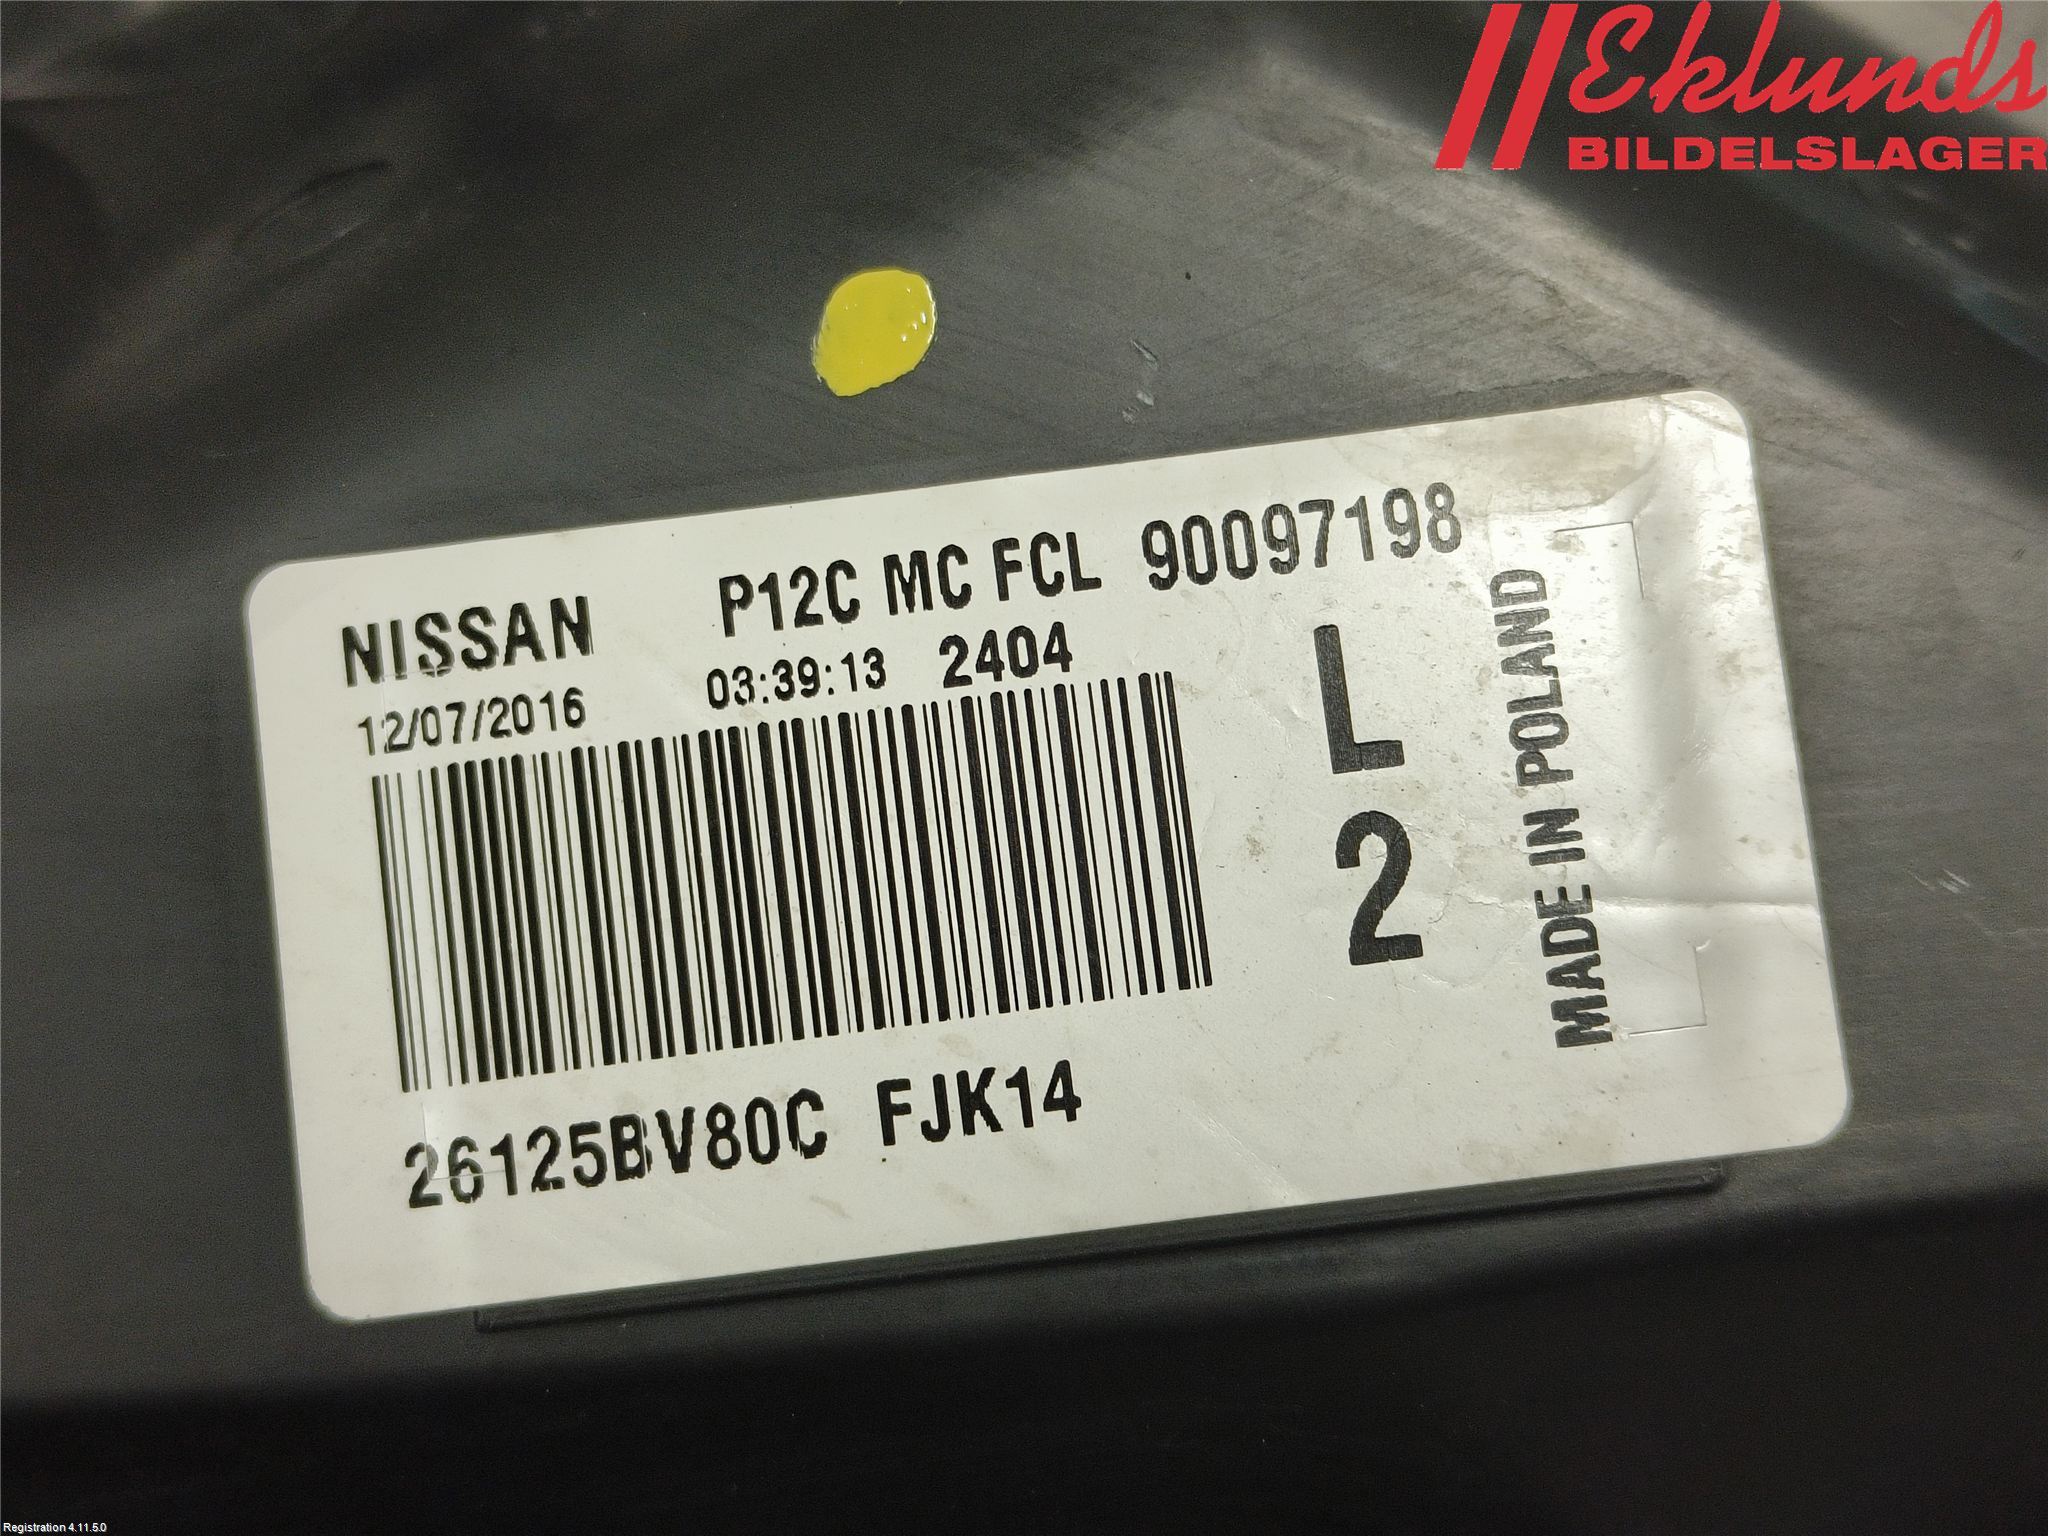 Eklunds
BILDELSLAGER
NISSAN P12C MC FCL 90097198
12/07/2016 03:39:13 2404
L
2
MADE IN POLAND
26125BV80C FJK14
Registration 4.11.5.0